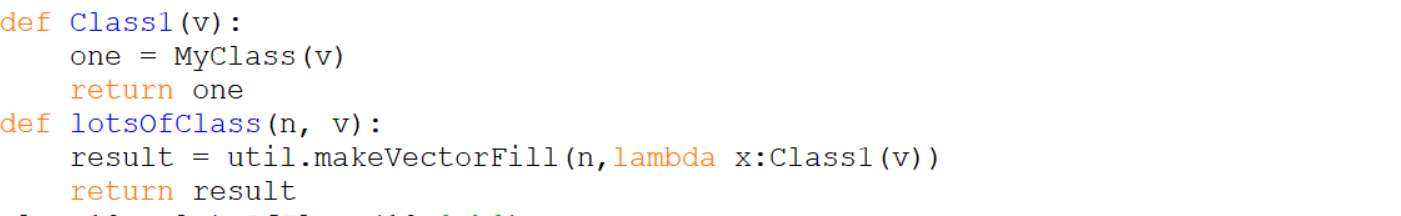 def Class1(v):
    one = MyClass(v)
    return one
def lotsOfClass(n, v):
    result = util.makeVectorFill(n,lambda x:Class1(v))
    return result